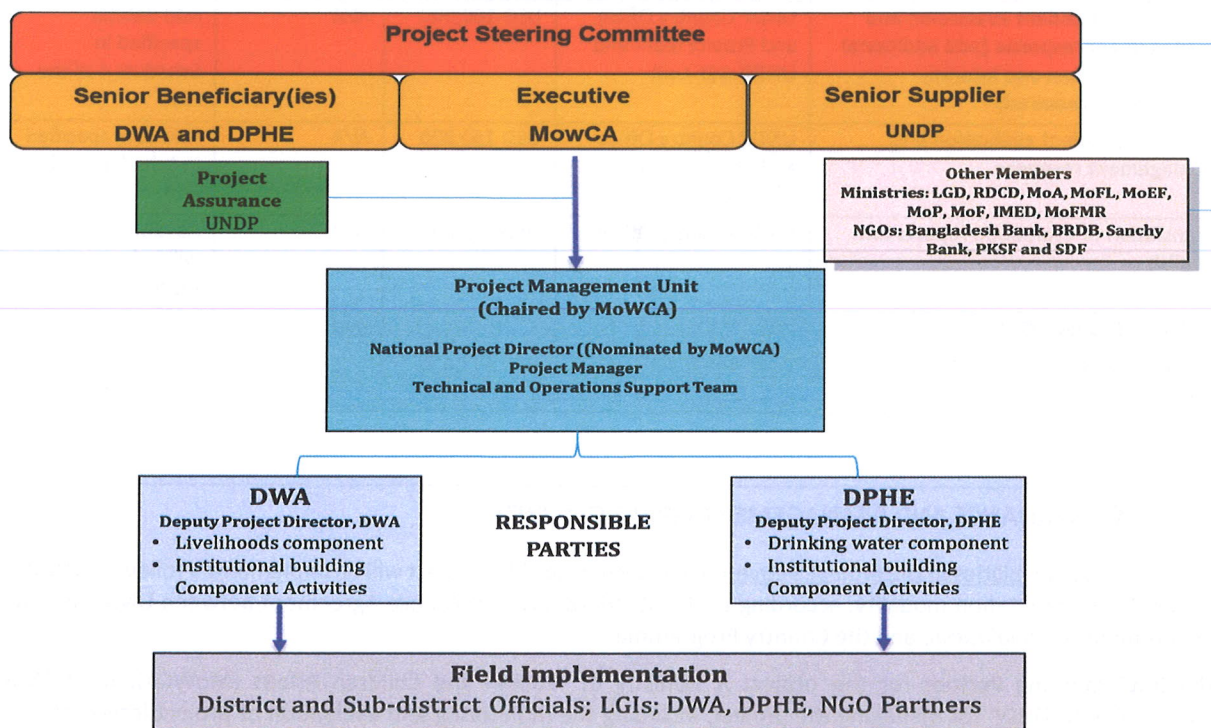 Project Steering Committee
Senior Beneficiary(ies)
DWA and DPHE
Executive
MowCA
Senior Supplier
UNDP
Project
Assurance
UNDP
Other Members
Ministries: LGD, RDCD, MoA, MoFL, MoEF,
MoP, MoF, IMED, MoFMR
NGOs: Bangladesh Bank, BRDB, Sanchy
Bank, PKSF and SDF
Project Management Unit
(Chaired by MoWCA)
National Project Director ((Nominated by MoWCA)
Project Manager
Technical and Operations Support Team
DWA
Deputy Project Director, DWA
• Livelihoods component
• Institutional building
Component Activities
RESPONSIBLE
PARTIES
DPHE
Deputy Project Director, DPHE
• Drinking water component
• Institutional building
Component Activities
Field Implementation
District and Sub-district Officials; LGIs; DWA, DPHE, NGO Partners